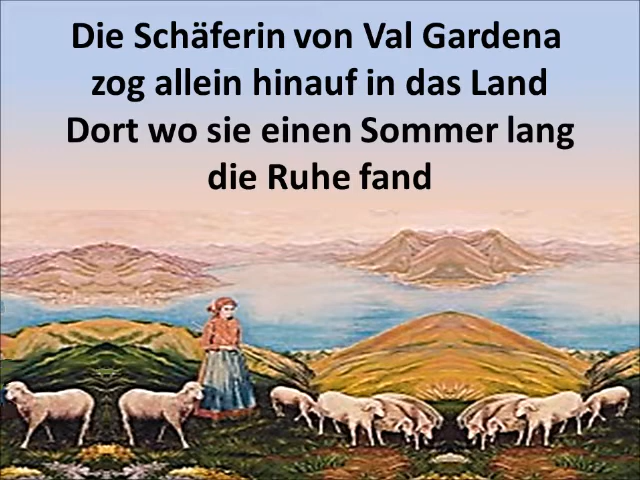 Die Schäferin von Val Gardena
zog allein hinauf in das Land
Dort wo sie einen Sommer lang
die Ruhe fand